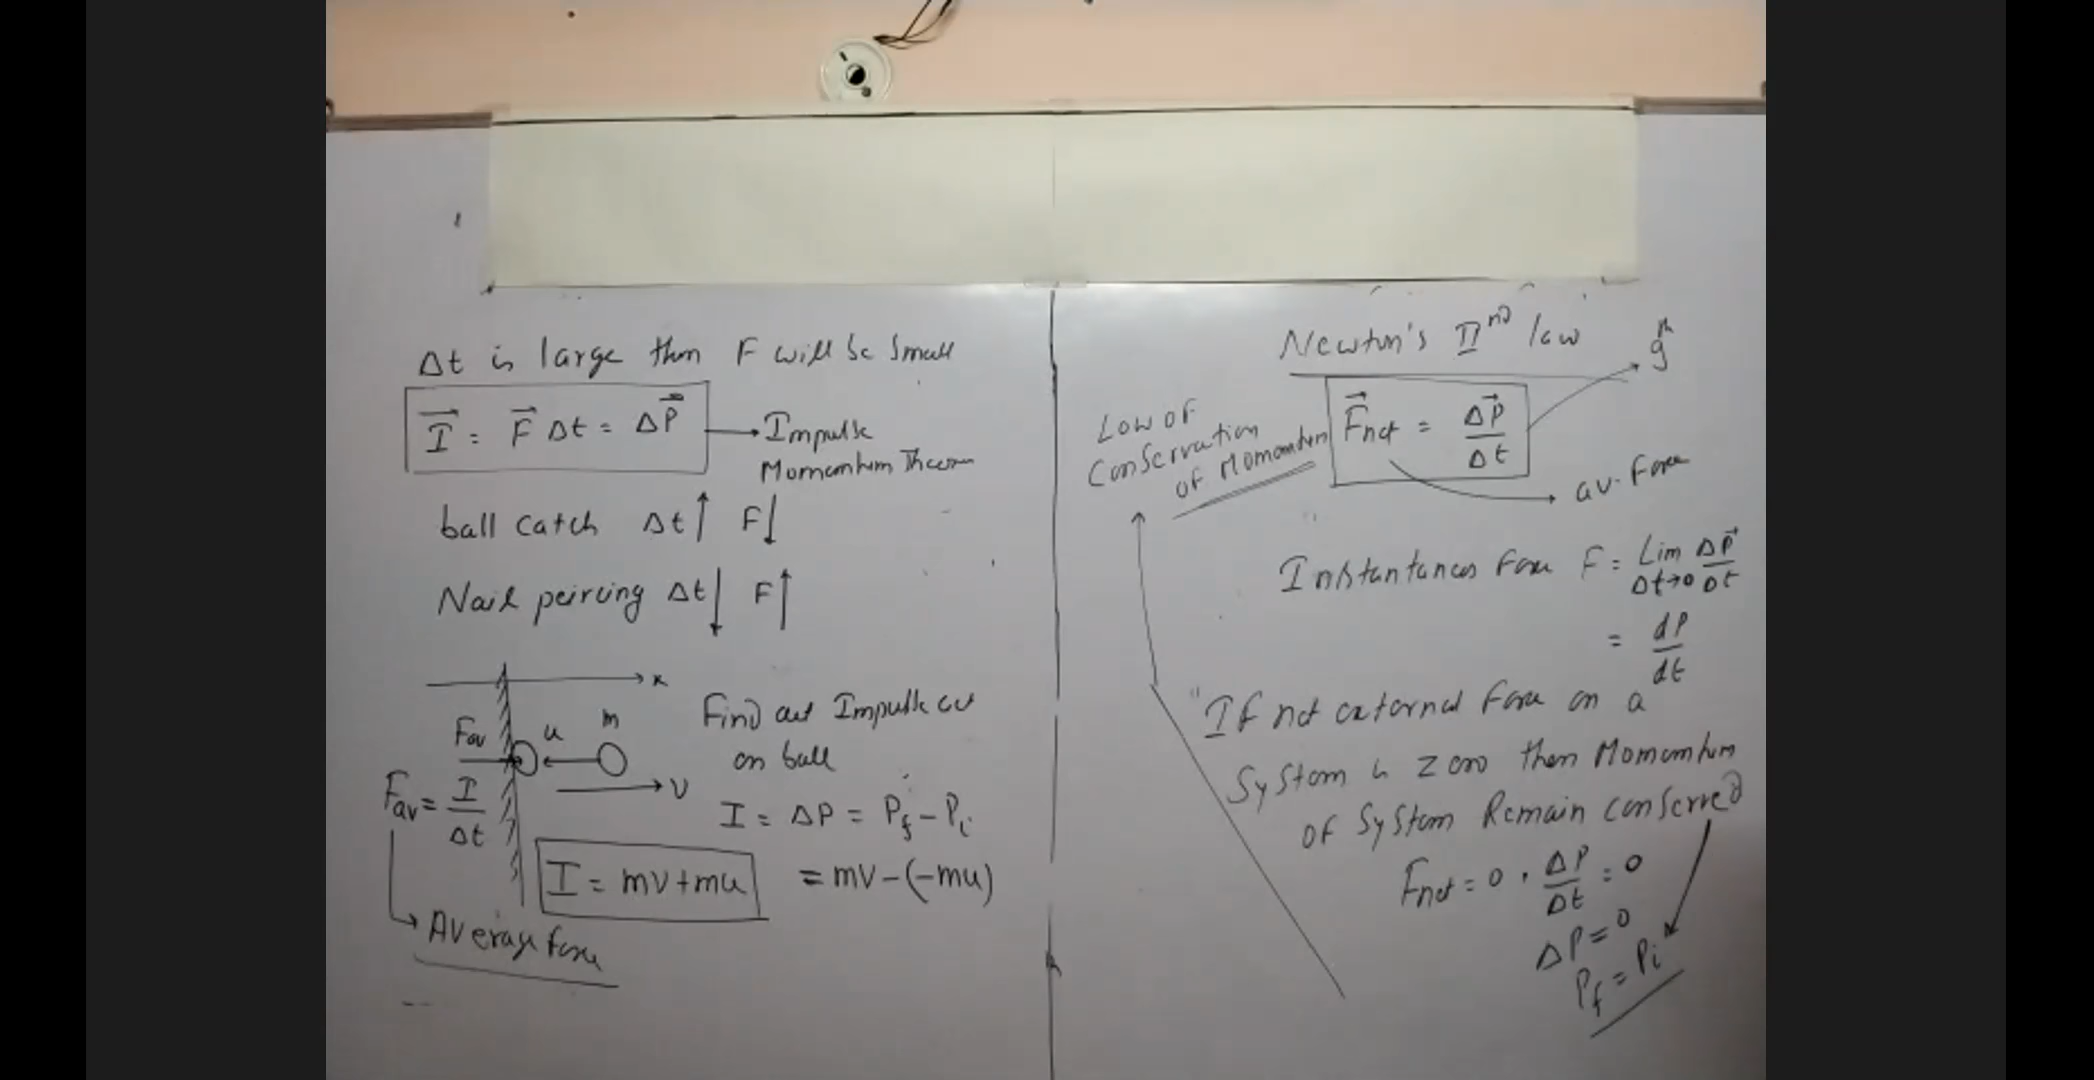 Δt is large then F will be small
I⃗ = F⃗ Δt = ΔP⃗ → Impulse
Momentum Theorem
ball catch Δt↑ F↓
Nail peircing Δt↓ F↑
x
Find out Impulse act
on ball
Fav u m
v
Fav = I/Δt
I = ΔP = Pf - Pi
= mv-(-mu)
I = mv+mu
Average force
Newton's IInd law
Law of
Conservation
of Momentum
F⃗net = ΔP⃗/Δt
av. Force
Instantaneous Force F = Lim Δt→0 ΔP⃗/Δt
= dP/dt
"If net external Force on a
System is zero then Momentum
of System Remain conserved
Fnet = 0, ΔP/Δt = 0
ΔP = 0
Pf = Pi